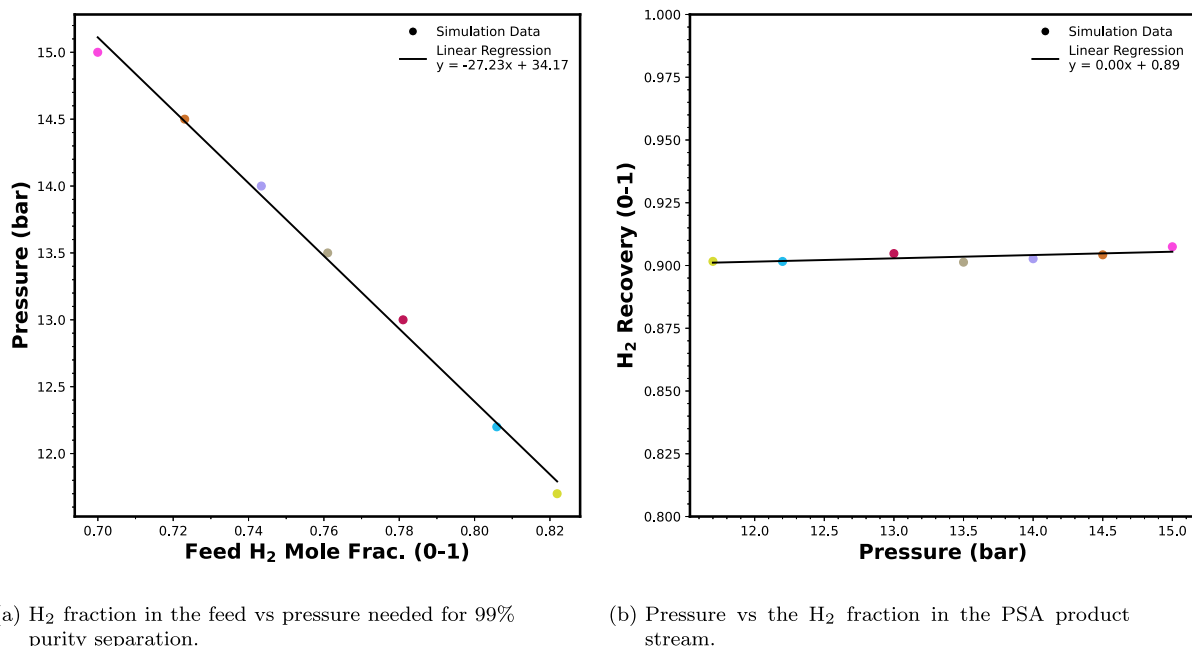 Simulation Data
Linear Regression
y = -27.23x + 34.17
15.0
14.5
14.0
13.5
13.0
12.5
12.0
Pressure (bar)
0.70
0.72
0.74
0.76
0.78
0.80
0.82
Feed H₂ Mole Frac. (0-1)
Simulation Data
Linear Regression
y = 0.00x + 0.89
1.000
0.975
0.950
0.925
0.900
0.875
0.850
0.825
0.800
H₂ Recovery (0-1)
12.0
12.5
13.0
13.5
14.0
14.5
15.0
Pressure (bar)
a) H₂ fraction in the feed vs pressure needed for 99%
purity separation.
(b) Pressure vs the H₂ fraction in the PSA product
stream.